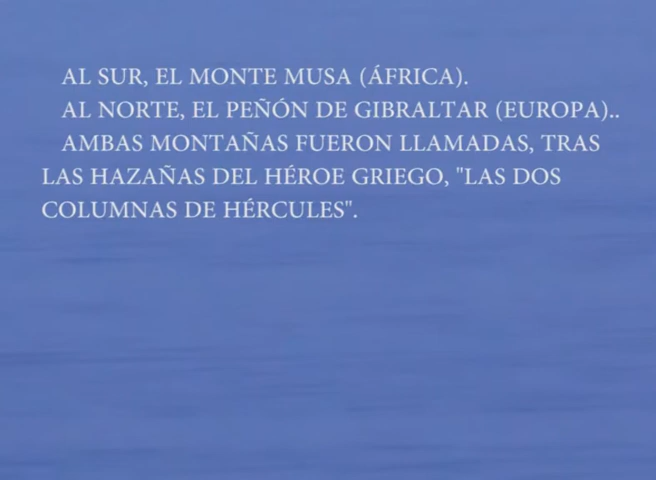 AL SUR, EL MONTE MUSA (ÁFRICA).
AL NORTE, EL PEÑÓN DE GIBRALTAR (EUROPA)..
AMBAS MONTAÑAS FUERON LLAMADAS, TRAS
LAS HAZAÑAS DEL HÉROE GRIEGO, "LAS DOS
COLUMNAS DE HÉRCULES".